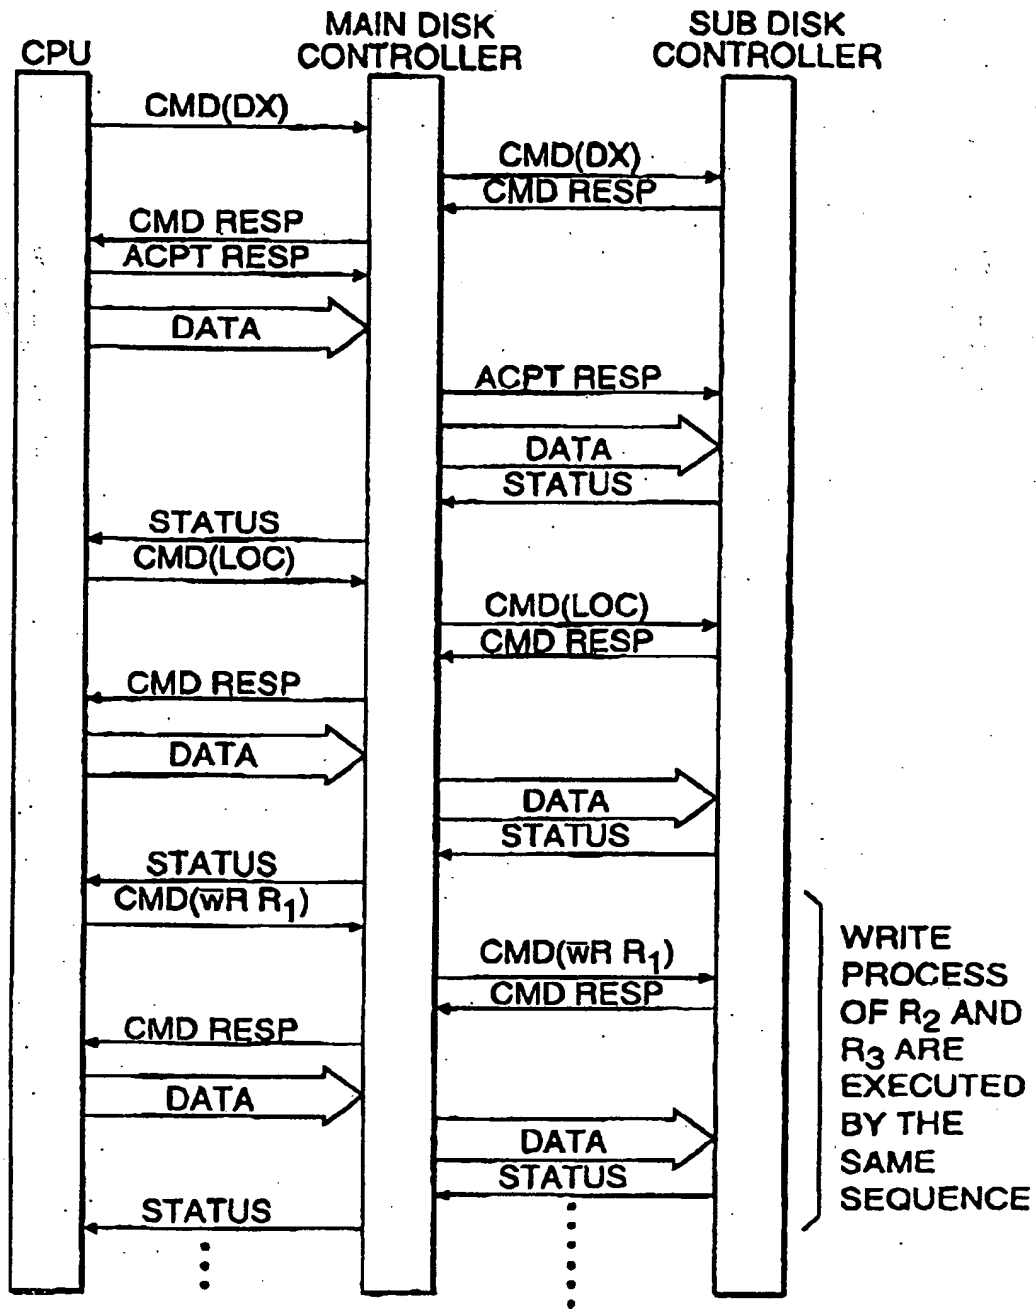 CPU
MAIN DISK
CONTROLLER
SUB DISK
CONTROLLER
CMD(DX)
CMD(DX)
CMD RESP
CMD RESP
ACPT RESP
DATA
ACPT RESP
DATA
STATUS
STATUS
CMD(LOC)
CMD(LOC)
CMD RESP
CMD RESP
DATA
DATA
STATUS
STATUS
CMD(w̅R R₁)
CMD(w̅R R₁)
CMD RESP
CMD RESP
DATA
DATA
STATUS
STATUS
WRITE
PROCESS
OF R₂ AND
R₃ ARE
EXECUTED
BY THE
SAME
SEQUENCE